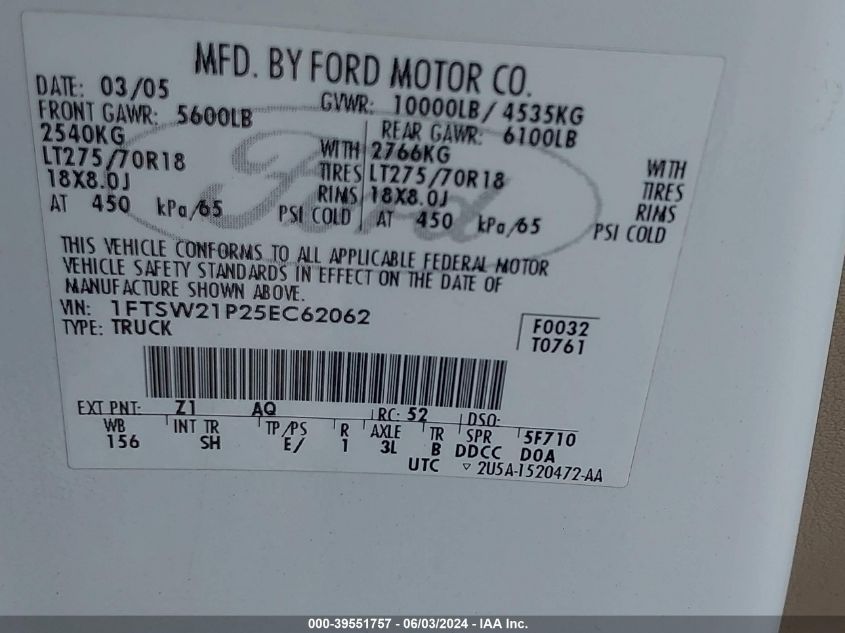 MFD. BY FORD MOTOR CO.
DATE: 03/05 GVWR: 10000LB/ 4535KG
FRONT GAWR: 5600LB REAR GAWR: 6100LB
2540KG WITH 2766KG WITH
LT275/70R18 TIRES LT275/70R18 TIRES
18X8.0J RIMS 18X8.0J RIMS
AT 450 kPa/65 PSI COLD AT 450 kPa/65 PSI COLD
Ford
THIS VEHICLE CONFORMS TO ALL APPLICABLE FEDERAL MOTOR
VEHICLE SAFETY STANDARDS IN EFFECT ON THE DATE OF
MANUFACTURE SHOWN ABOVE.
VIN: 1FTSW21P25EC62062
TYPE: TRUCK
F0032
T0761
EXT PNT: Z1 AQ RC: 52 DSO:
WB INT TR TP/PS R AXLE TR SPR 5F710
156 SH E/ 1 3L B DDCC D0A
UTC ▽ 2U5A-1520472-AA
000-39551757 - 06/03/2024 - IAA Inc.